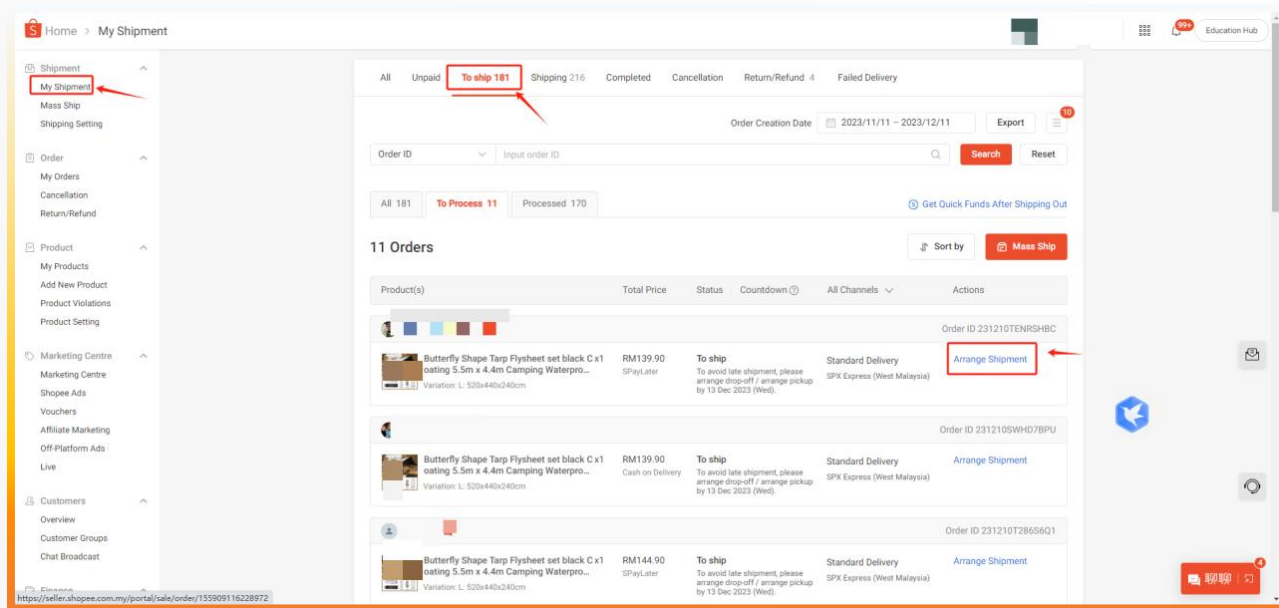 Home > My Shipment
99+
Education Hub
Shipment
My Shipment
Mass Ship
Shipping Setting
Order
My Orders
Cancellation
Return/Refund
Product
My Products
Add New Product
Product Violations
Product Setting
Marketing Centre
Marketing Centre
Shopee Ads
Vouchers
Affiliate Marketing
Off-Platform Ads
Live
Customers
Overview
Customer Groups
Chat Broadcast
Finance
https://seller.shopee.com.my/portal/sale/order/155909116228972
All Unpaid To ship 181 Shipping 216 Completed Cancellation Return/Refund 4 Failed Delivery
Order Creation Date 2023/11/11 – 2023/12/11 Export 10
Order ID Input order ID Search Reset
All 181 To Process 11 Processed 170 Get Quick Funds After Shipping Out
11 Orders Sort by Mass Ship
Product(s) Total Price Status Countdown All Channels Actions
Order ID 231210TENRSHBC
Butterfly Shape Tarp Flysheet set black C x1
oating 5.5m x 4.4m Camping Waterpro...
Variation: L: 520x440x240cm
RM139.90
SPayLater
To ship
To avoid late shipment, please
arrange drop-off / arrange pickup
by 13 Dec 2023 (Wed).
Standard Delivery
SPX Express (West Malaysia)
Arrange Shipment
Order ID 231210SWHD7BPU
Butterfly Shape Tarp Flysheet set black C x1
oating 5.5m x 4.4m Camping Waterpro...
Variation: L: 520x440x240cm
RM139.90
Cash on Delivery
To ship
To avoid late shipment, please
arrange drop-off / arrange pickup
by 13 Dec 2023 (Wed).
Standard Delivery
SPX Express (West Malaysia)
Arrange Shipment
Order ID 231210T286S6Q1
Butterfly Shape Tarp Flysheet set black C x1
oating 5.5m x 4.4m Camping Waterpro...
Variation: L: 520x440x240cm
RM144.90
SPayLater
To ship
To avoid late shipment, please
arrange drop-off / arrange pickup
by 13 Dec 2023 (Wed).
Standard Delivery
SPX Express (West Malaysia)
Arrange Shipment
聊聊
4